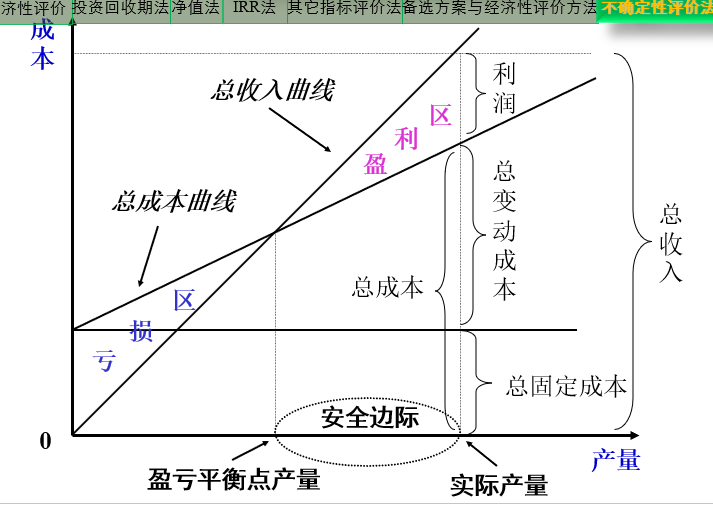 济性评价
投资回收期法
净值法
IRR法
其它指标评价法
备选方案与经济性评价方法
不确定性评价法
成本
总收入曲线
利润
盈利区
总变动成本
总成本曲线
总收入
总成本
亏损区
总固定成本
安全边际
0
产量
盈亏平衡点产量
实际产量